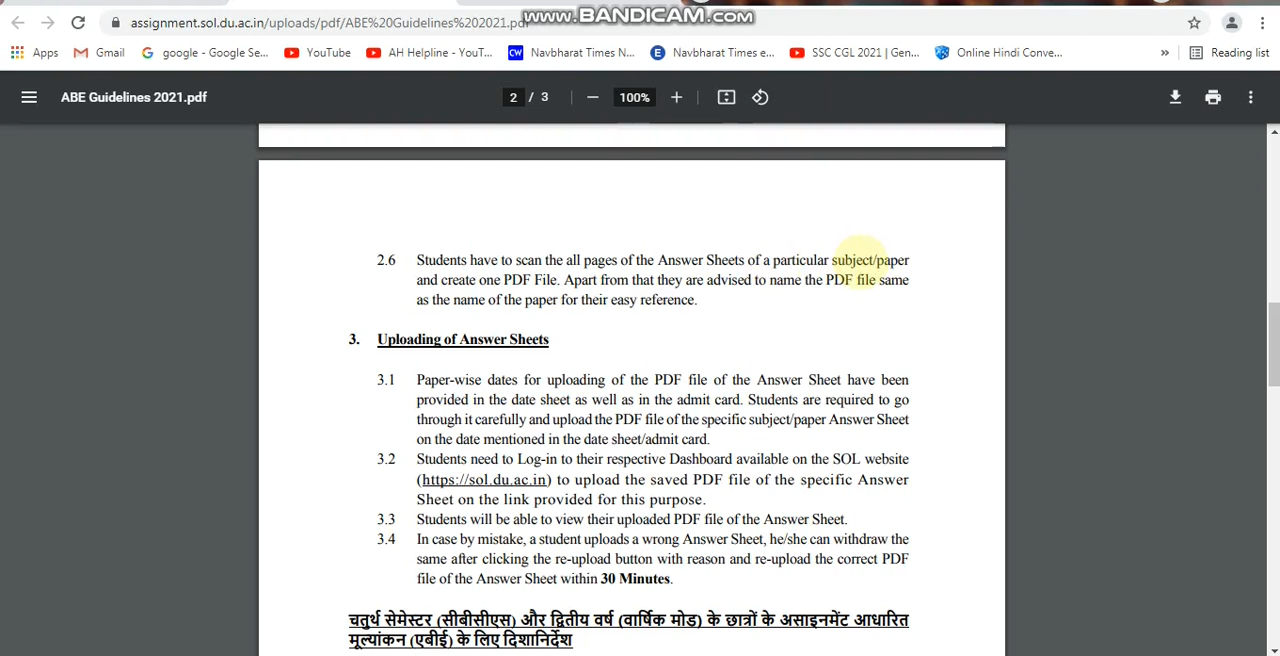 www.BANDICAM.com
assignment.sol.du.ac.in/uploads/pdf/ABE%20Guidelines%202021.pdf
Apps
Gmail
google - Google Se...
YouTube
AH Helpline - YouT...
CW
Navbharat Times N...
E
Navbharat Times e...
SSC CGL 2021 | Gen...
Online Hindi Conve...
»
Reading list
ABE Guidelines 2021.pdf
2 / 3
100%
2.6 Students have to scan the all pages of the Answer Sheets of a particular subject/paper
and create one PDF File. Apart from that they are advised to name the PDF file same
as the name of the paper for their easy reference.
3. Uploading of Answer Sheets
3.1 Paper-wise dates for uploading of the PDF file of the Answer Sheet have been
provided in the date sheet as well as in the admit card. Students are required to go
through it carefully and upload the PDF file of the specific subject/paper Answer Sheet
on the date mentioned in the date sheet/admit card.
3.2 Students need to Log-in to their respective Dashboard available on the SOL website
(https://sol.du.ac.in) to upload the saved PDF file of the specific Answer
Sheet on the link provided for this purpose.
3.3 Students will be able to view their uploaded PDF file of the Answer Sheet.
3.4 In case by mistake, a student uploads a wrong Answer Sheet, he/she can withdraw the
same after clicking the re-upload button with reason and re-upload the correct PDF
file of the Answer Sheet within 30 Minutes.
चतुर्थ सेमेस्टर (सीबीसीएस) और द्वितीय वर्ष (वार्षिक मोड) के छात्रों के असाइनमेंट आधारित
मूल्यांकन (एबीई) के लिए दिशानिर्देश